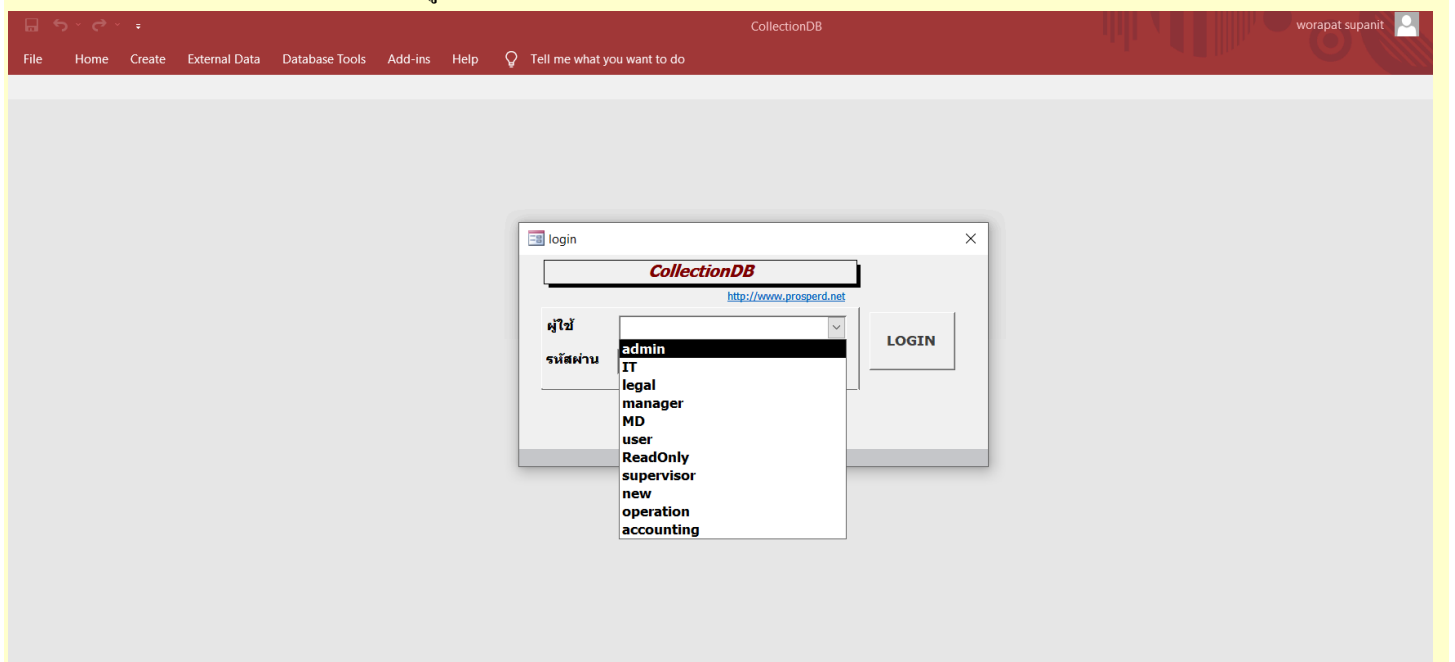 CollectionDB
worapat supanit
File Home Create External Data Database Tools Add-ins Help Tell me what you want to do
login
CollectionDB
http://www.prosperd.net
ผู้ใช้
LOGIN
รหัสผ่าน
admin
IT
legal
manager
MD
user
ReadOnly
supervisor
new
operation
accounting